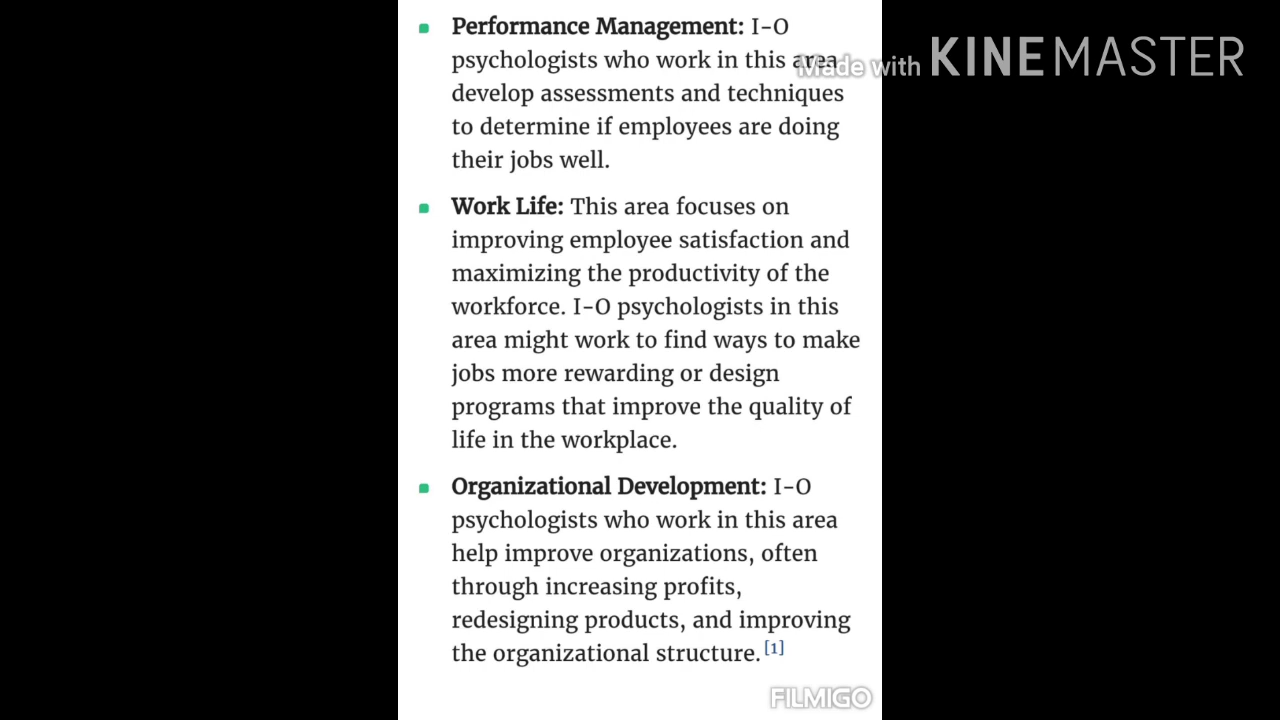 Performance Management: I-O
psychologists who work in this area
develop assessments and techniques
to determine if employees are doing
their jobs well.
Work Life: This area focuses on
improving employee satisfaction and
maximizing the productivity of the
workforce. I-O psychologists in this
area might work to find ways to make
jobs more rewarding or design
programs that improve the quality of
life in the workplace.
Organizational Development: I-O
psychologists who work in this area
help improve organizations, often
through increasing profits,
redesigning products, and improving
the organizational structure.[1]
Made with KINEMASTER
FILMIGO